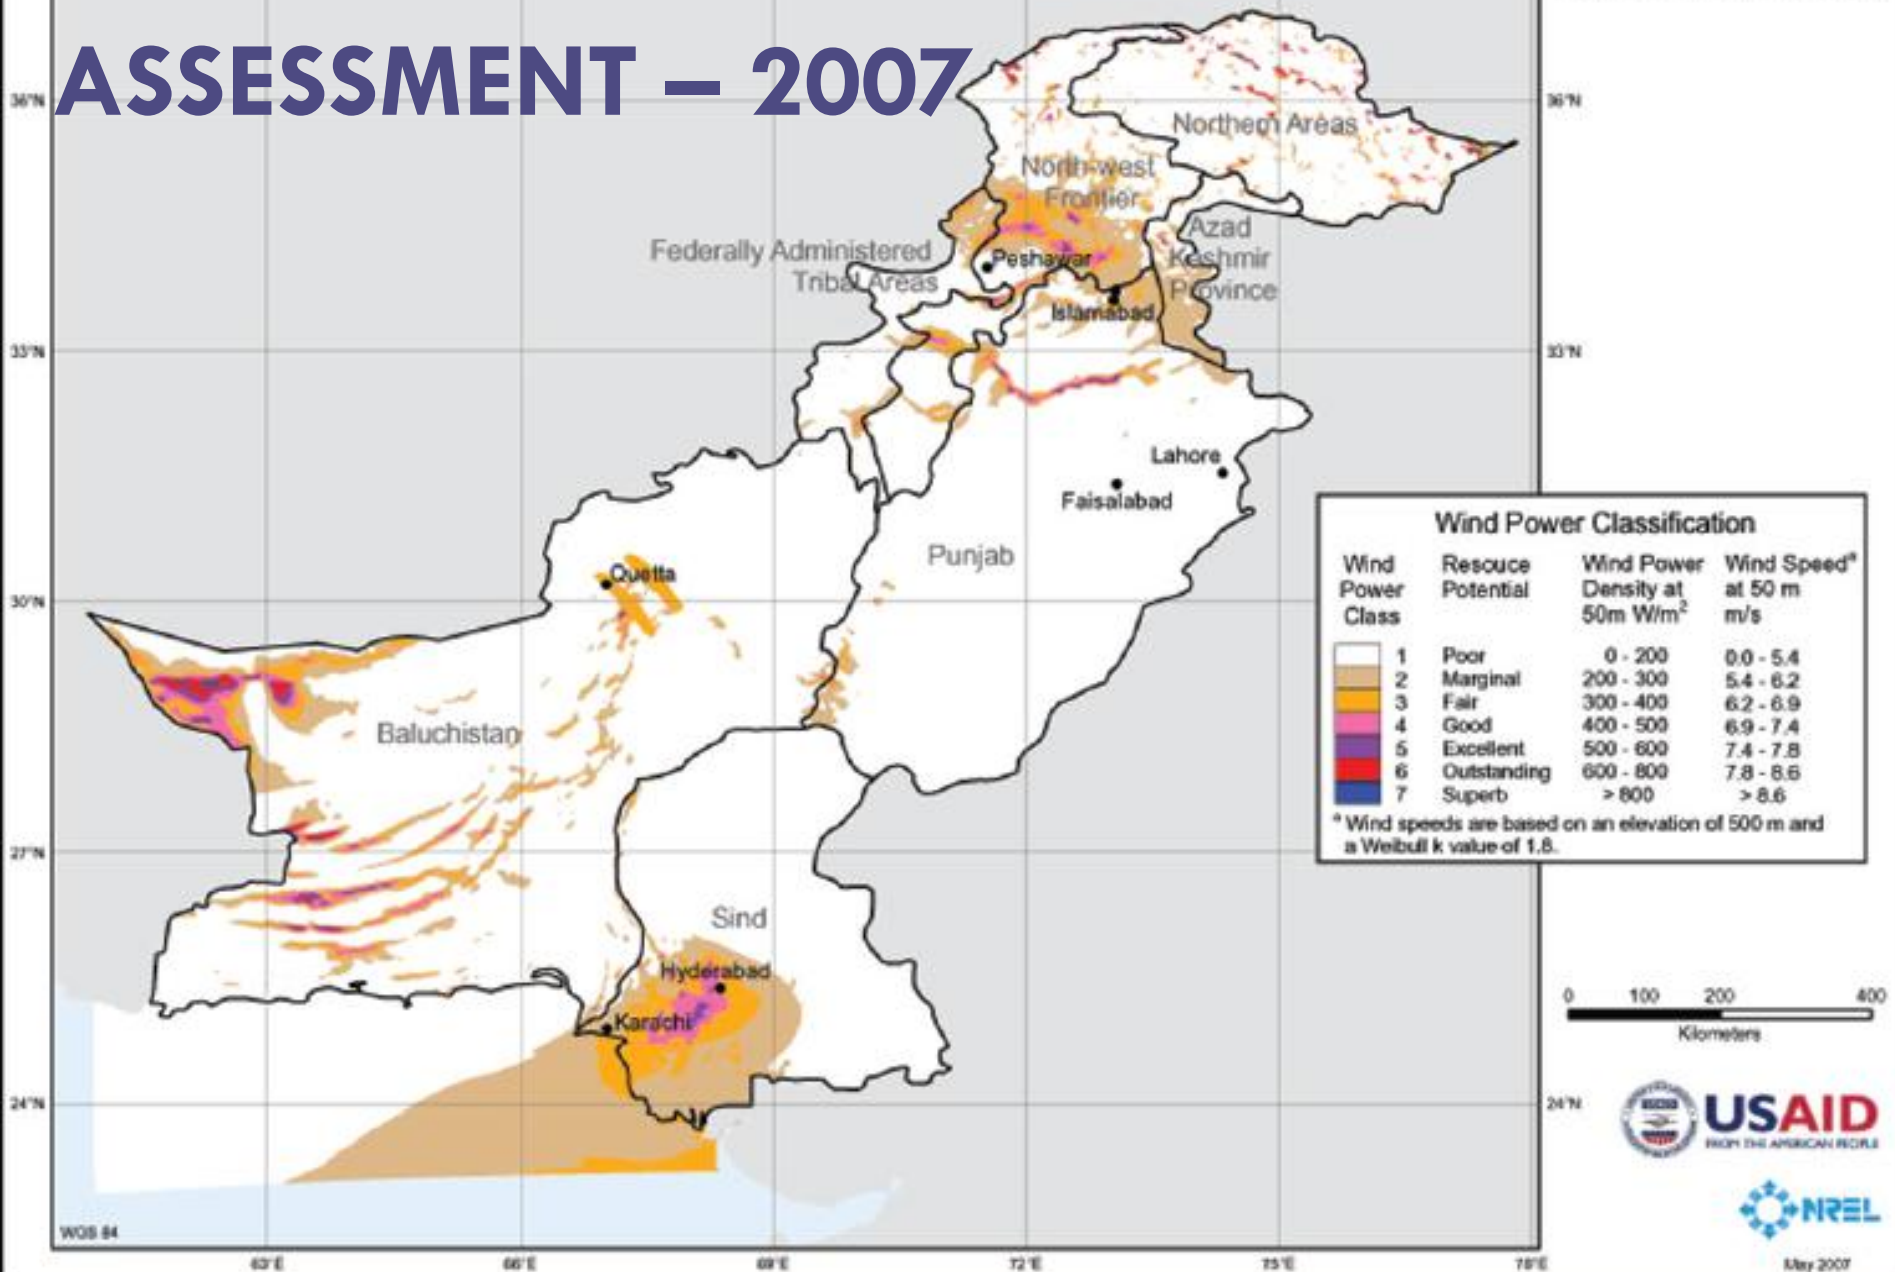 ASSESSMENT – 2007
36°N
36°N
Northern Areas
North-west
Frontier
Azad
Kashmir
Province
Federally Administered
Tribal Areas
Peshawar
Islamabad
33°N
33°N
Lahore
Faisalabad
Punjab
Quetta
30°N
Baluchistan
27°N
Sind
Hyderabad
Karachi
24°N
24°N
WGS 84
63°E
66°E
69°E
72°E
75°E
78°E
Wind Power Classification
Wind Power Class Resouce Potential Wind Power Density at 50m W/m² Wind Speedª at 50 m m/s
1 Poor 0 - 200 0.0 - 5.4
2 Marginal 200 - 300 5.4 - 6.2
3 Fair 300 - 400 6.2 - 6.9
4 Good 400 - 500 6.9 - 7.4
5 Excellent 500 - 600 7.4 - 7.8
6 Outstanding 600 - 800 7.8 - 8.6
7 Superb > 800 > 8.6
ª Wind speeds are based on an elevation of 500 m and
a Weibull k value of 1.8.
0 100 200 400
Kilometers
USAID
FROM THE AMERICAN PEOPLE
NREL
May 2007